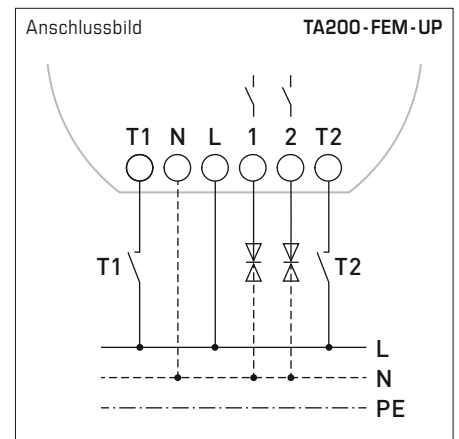 Anschlussbild TA200-FEM-UP
T1 N L 1 2 T2
T1 T2
L
N
PE